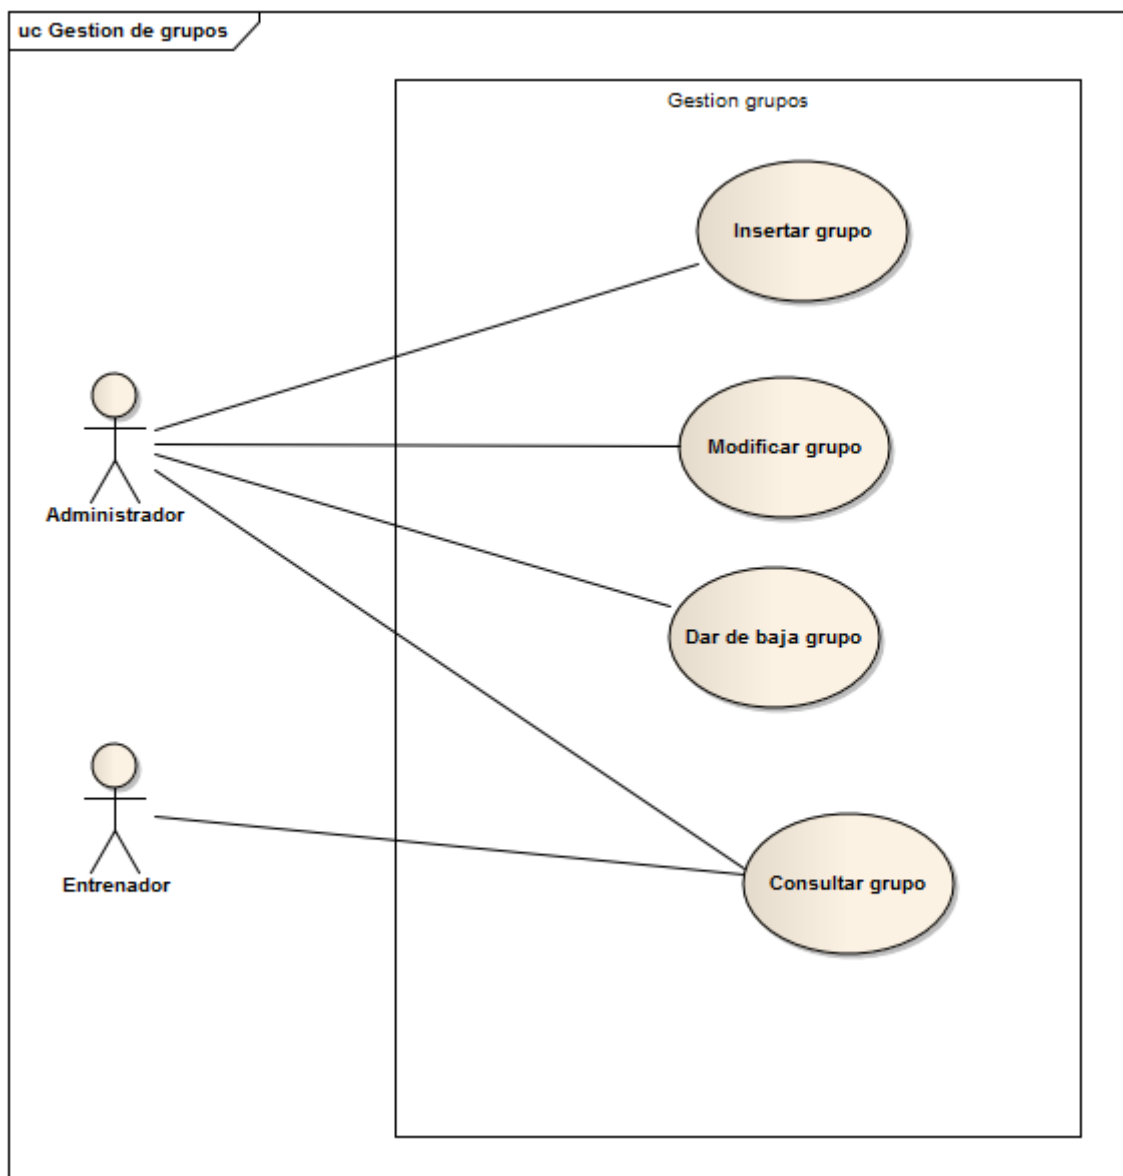 uc Gestion de grupos
Gestion grupos
Insertar grupo
Modificar grupo
Administrador
Dar de baja grupo
Entrenador
Consultar grupo